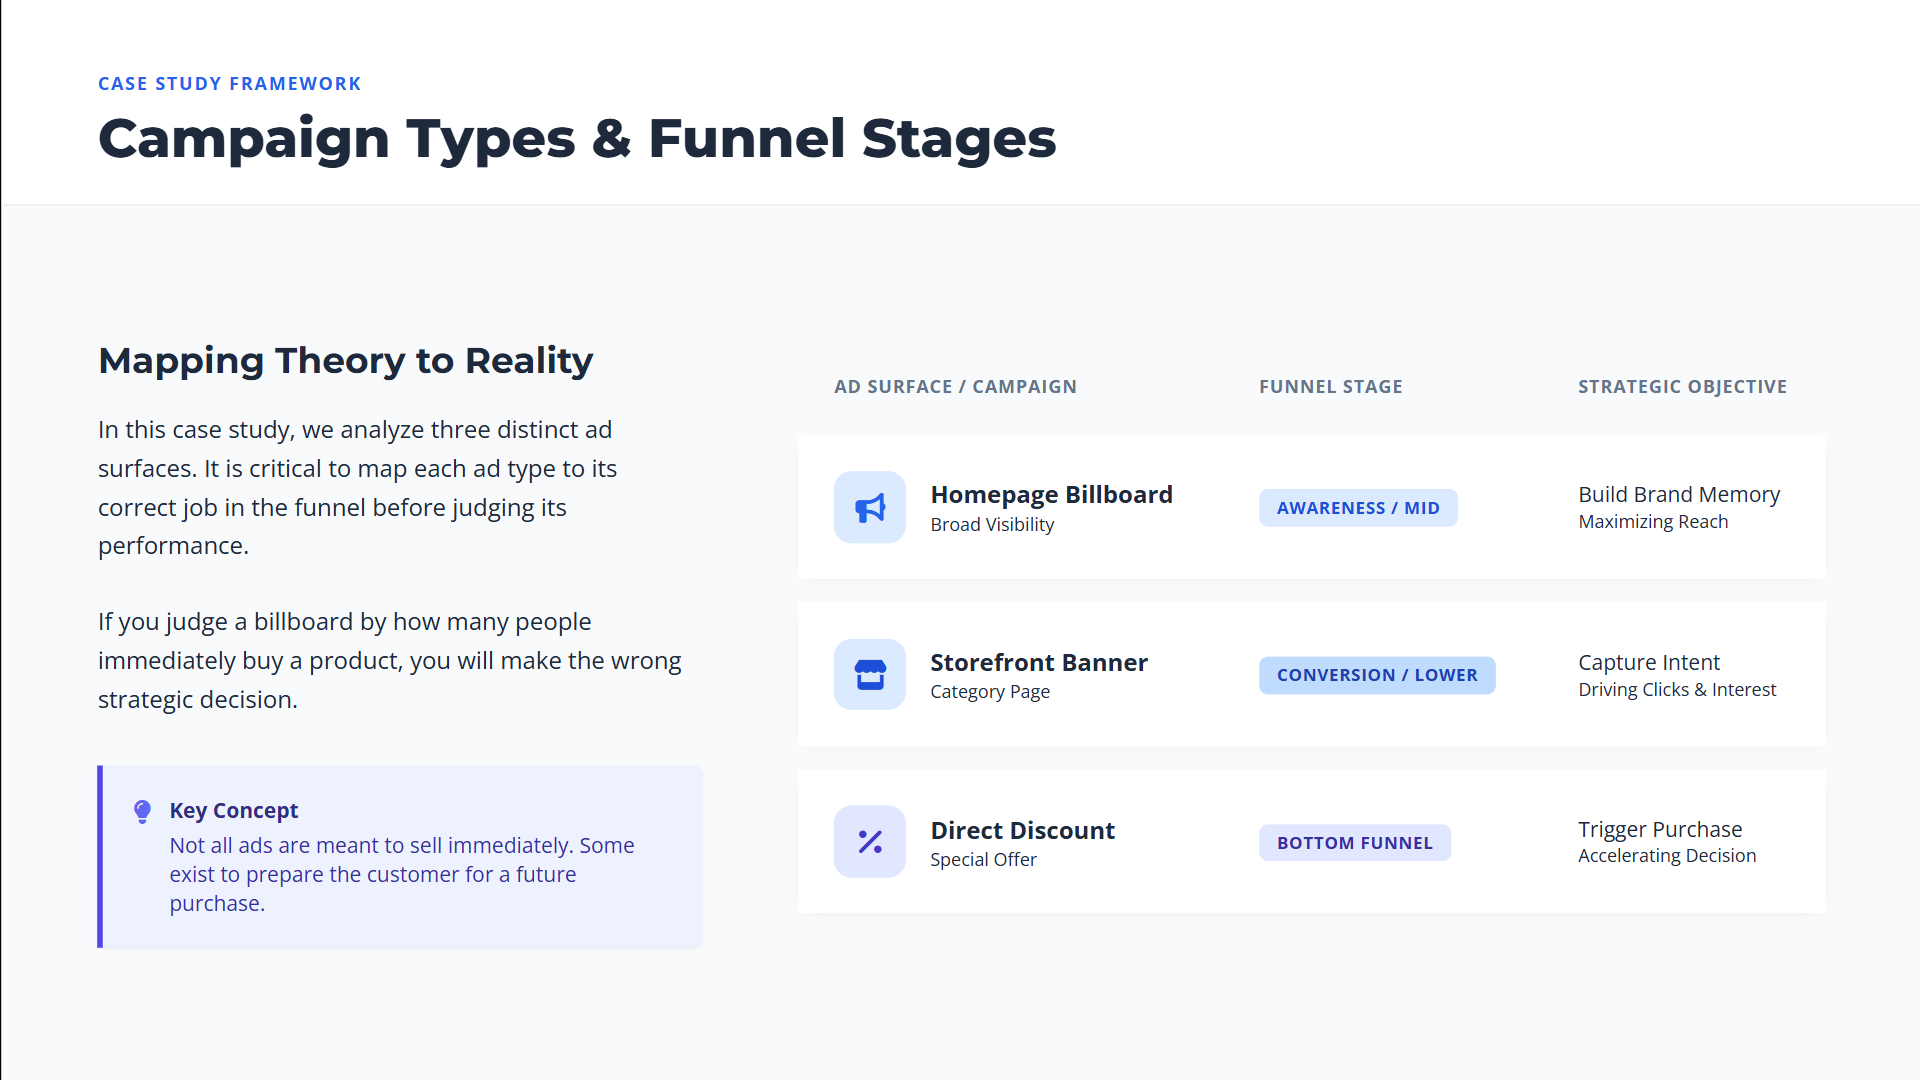 CASE STUDY FRAMEWORK
Campaign Types & Funnel Stages
Mapping Theory to Reality
In this case study, we analyze three distinct ad
surfaces. It is critical to map each ad type to its
correct job in the funnel before judging its
performance.
If you judge a billboard by how many people
immediately buy a product, you will make the wrong
strategic decision.
Key Concept
Not all ads are meant to sell immediately. Some
exist to prepare the customer for a future
purchase.
AD SURFACE / CAMPAIGN
FUNNEL STAGE
STRATEGIC OBJECTIVE
Homepage Billboard
Broad Visibility
AWARENESS / MID
Build Brand Memory
Maximizing Reach
Storefront Banner
Category Page
CONVERSION / LOWER
Capture Intent
Driving Clicks & Interest
Direct Discount
Special Offer
BOTTOM FUNNEL
Trigger Purchase
Accelerating Decision